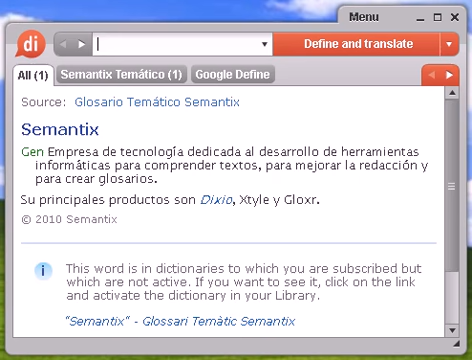 Menu
di
Define and translate
All (1)
Semantix Temático (1)
Google Define
Source: Glosario Temático Semantix
Semantix
Gen Empresa de tecnología dedicada al desarrollo de herramientas
informáticas para comprender textos, para mejorar la redacción y
para crear glosarios.
Su principales productos son Dixio, Xtyle y Gloxr.
© 2010 Semantix
i
This word is in dictionaries to which you are subscribed but
which are not active. If you want to see it, click on the link
and activate the dictionary in your Library.
"Semantix" - Glossari Temàtic Semantix